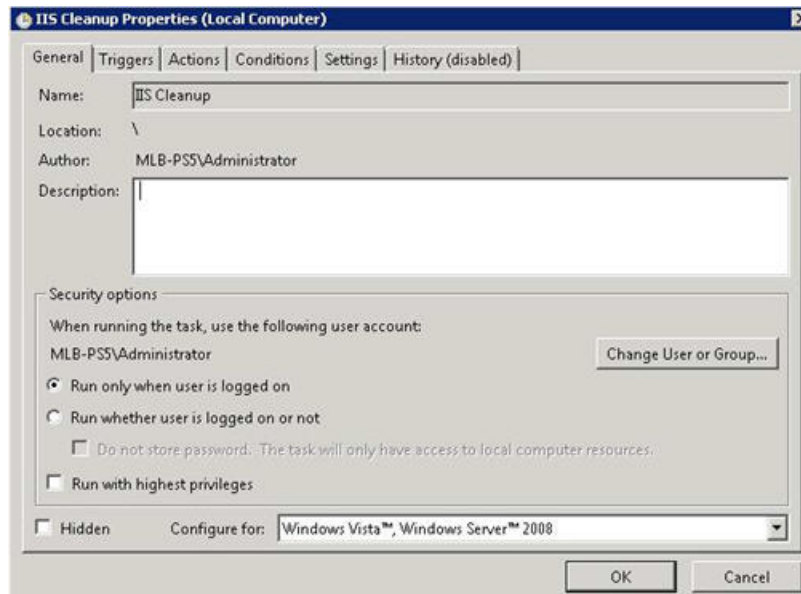 IIS Cleanup Properties (Local Computer)
General Triggers Actions Conditions Settings History (disabled)
Name: IIS Cleanup
Location: \
Author: MLB-PS5\Administrator
Description:
Security options
When running the task, use the following user account:
MLB-PS5\Administrator Change User or Group...
Run only when user is logged on
Run whether user is logged on or not
Do not store password. The task will only have access to local computer resources.
Run with highest privileges
Hidden Configure for: Windows Vista™, Windows Server™ 2008
OK Cancel